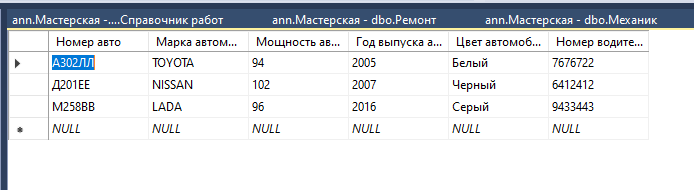 ann.Мастерская -....Справочник работ ann.Мастерская - dbo.Ремонт ann.Мастерская - dbo.Механик
Номер авто Марка автом... Мощность ав... Год выпуска а... Цвет автомоб... Номер водите...
А302ЛЛ TOYOTA 94 2005 Белый 7676722
Д201ЕЕ NISSAN 102 2007 Черный 6412412
М258ВВ LADA 96 2016 Серый 9433443
NULL NULL NULL NULL NULL NULL